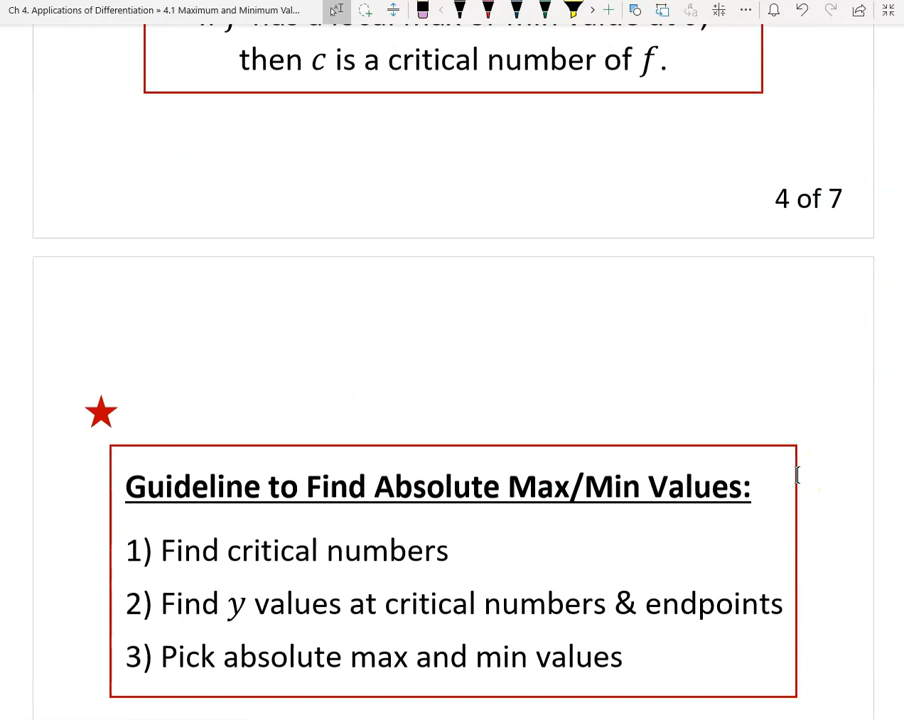 Ch 4. Applications of Differentiation » 4.1 Maximum and Minimum Val...
then c is a critical number of f.
4 of 7
Guideline to Find Absolute Max/Min Values:
1) Find critical numbers
2) Find y values at critical numbers & endpoints
3) Pick absolute max and min values